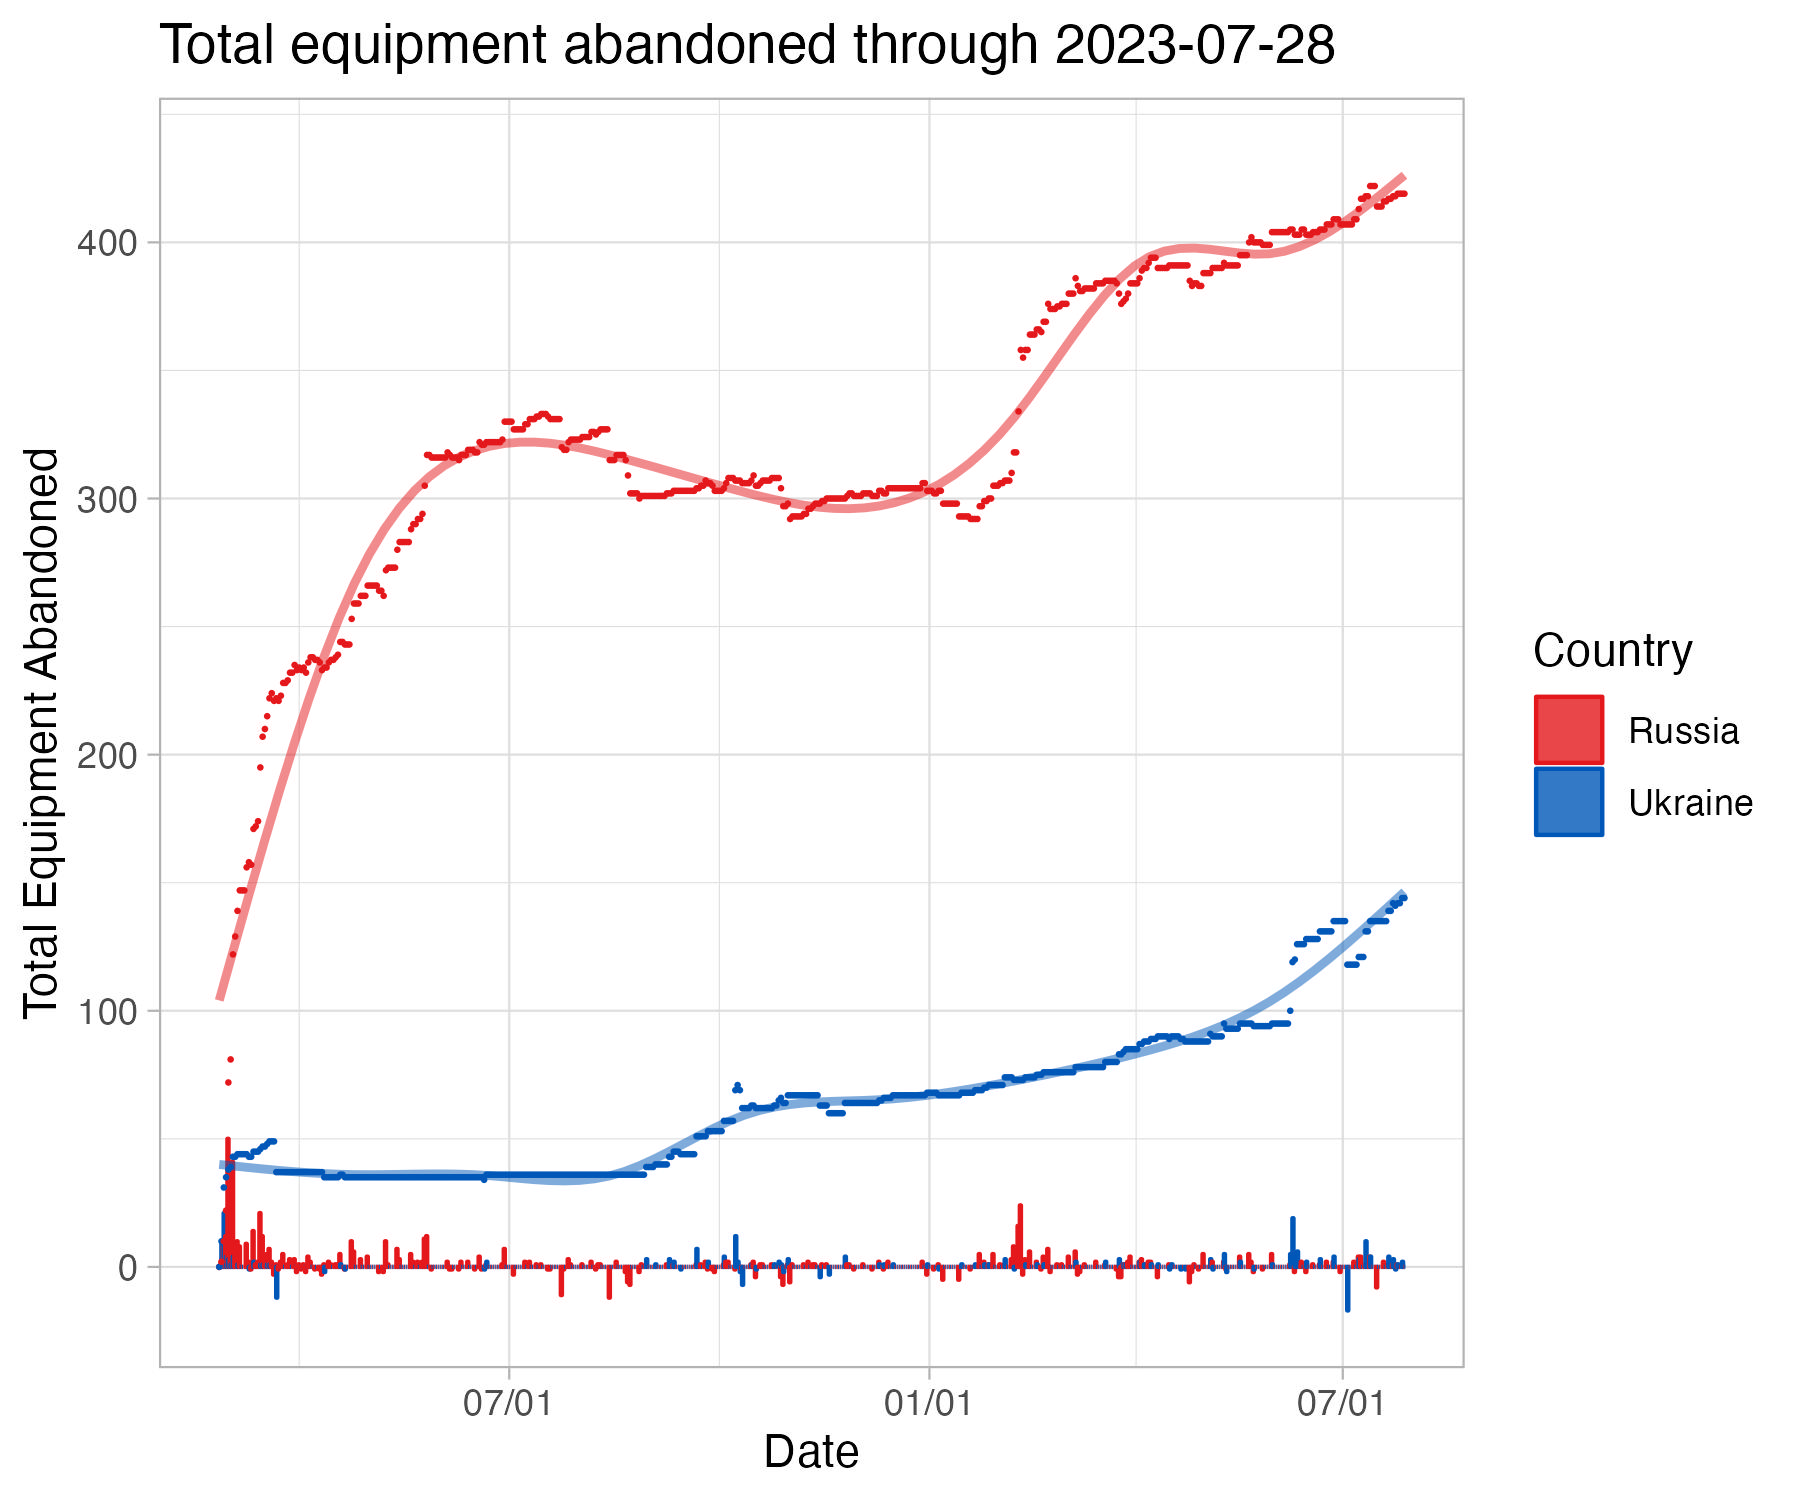 Total equipment abandoned through 2023-07-28
Total Equipment Abandoned
400
300
200
100
0
07/01
01/01
07/01
Date
Country
Russia
Ukraine